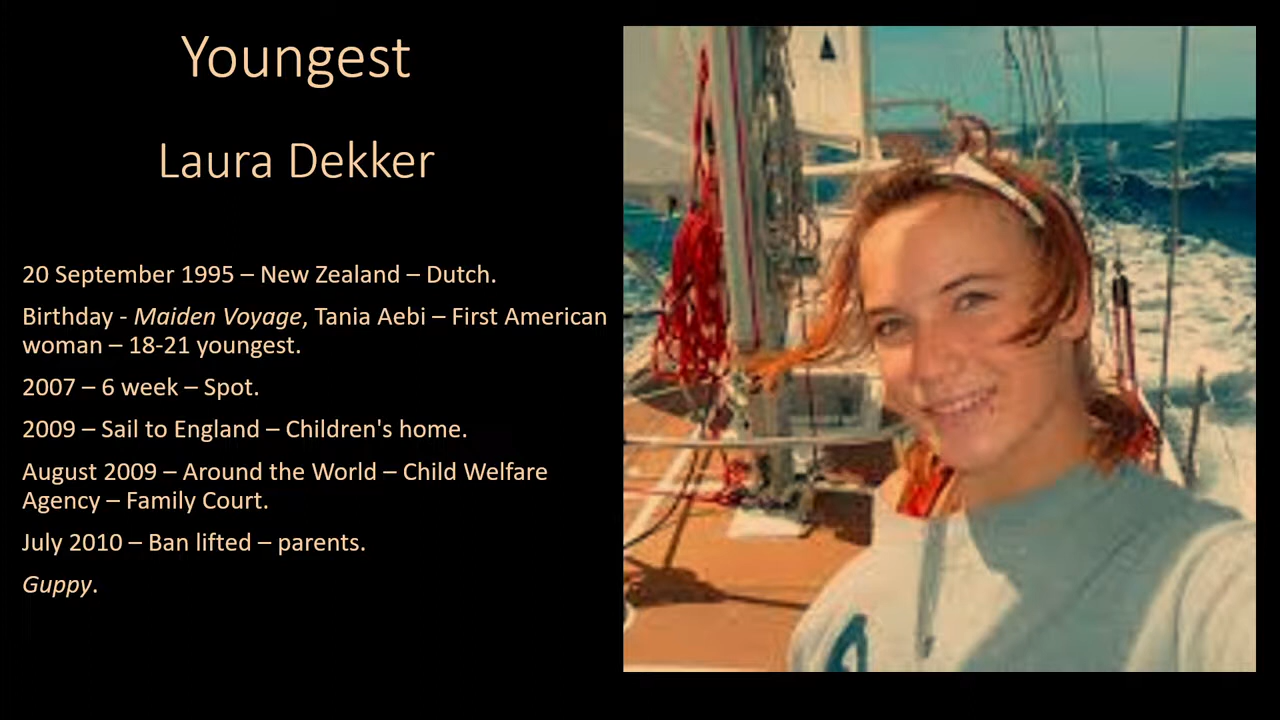 Youngest
Laura Dekker
20 September 1995 – New Zealand – Dutch.
Birthday - Maiden Voyage, Tania Aebi – First American
woman – 18-21 youngest.
2007 – 6 week – Spot.
2009 – Sail to England – Children's home.
August 2009 – Around the World – Child Welfare
Agency – Family Court.
July 2010 – Ban lifted – parents.
Guppy.